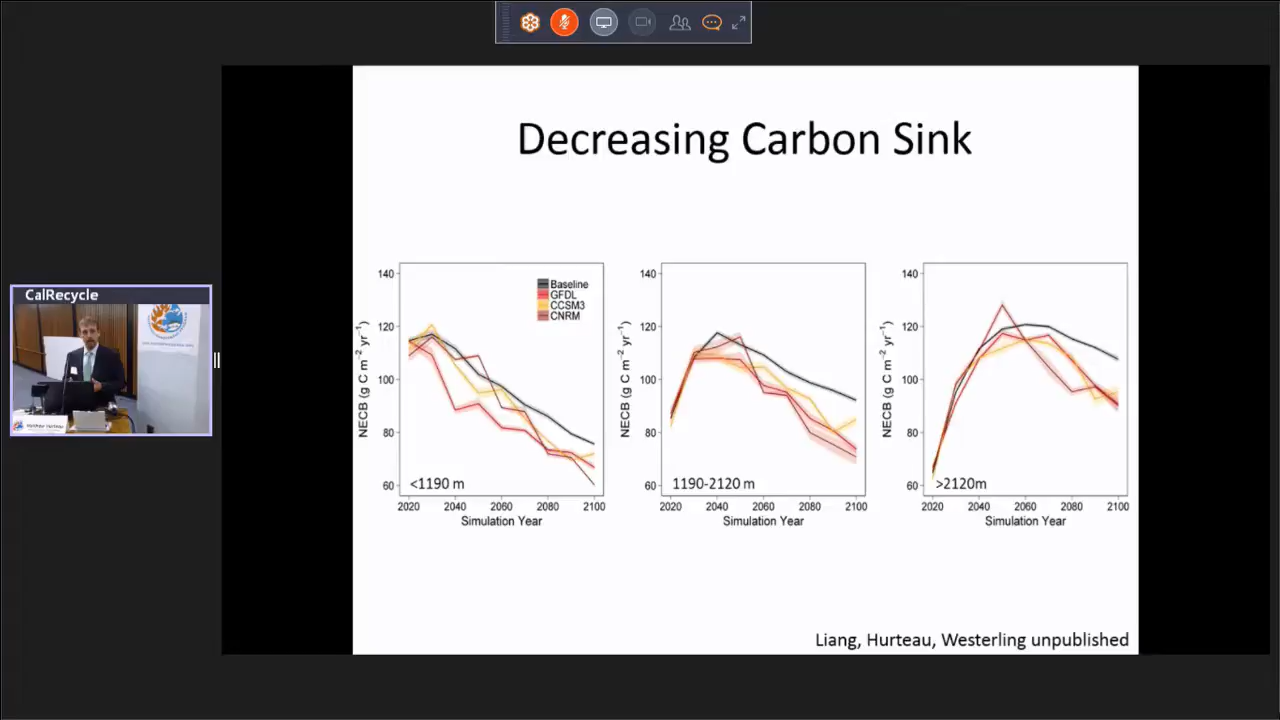 Decreasing Carbon Sink
CalRecycle
NECB (g C m⁻² yr⁻¹)
140
120
100
80
60
Baseline
GFDL
CCSM3
CNRM
<1190 m
2020 2040 2060 2080 2100
Simulation Year
NECB (g C m⁻² yr⁻¹)
140
120
100
80
60
1190-2120 m
2020 2040 2060 2080 2100
Simulation Year
NECB (g C m⁻² yr⁻¹)
140
120
100
80
60
>2120m
2020 2040 2060 2080 2100
Simulation Year
Liang, Hurteau, Westerling unpublished